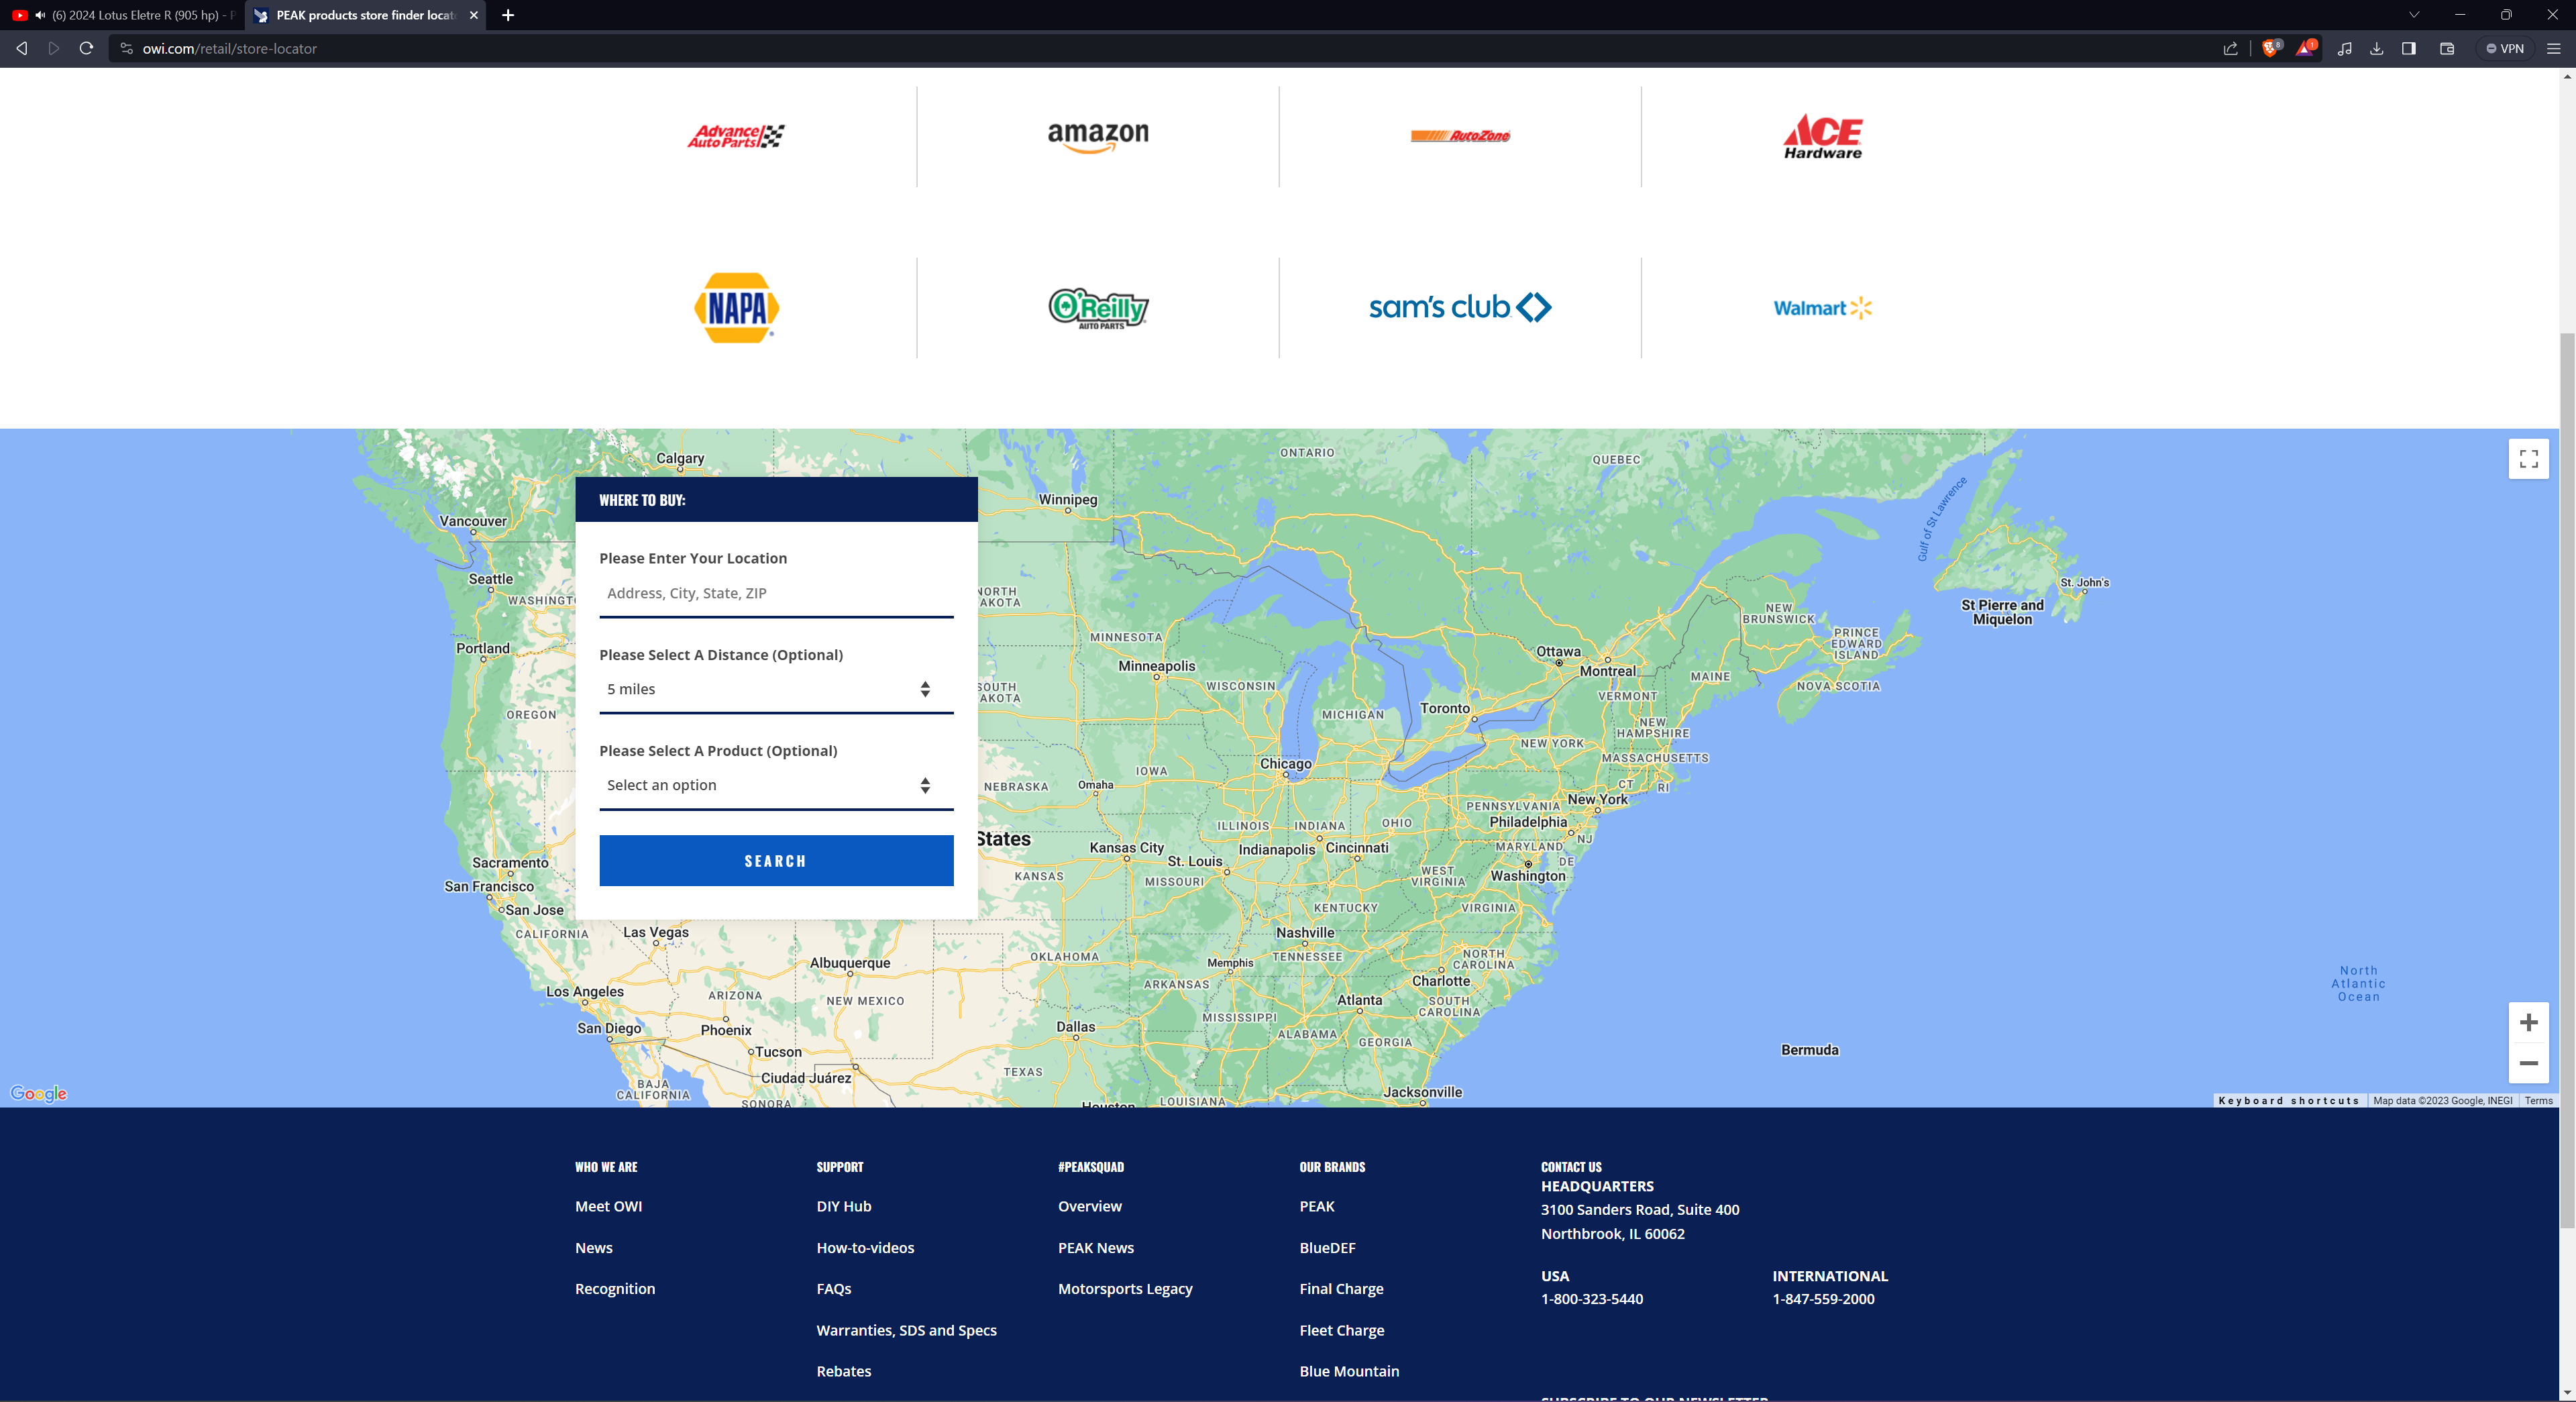 (6) 2024 Lotus Eletre R (905 hp) - P
PEAK products store finder locat
owi.com/retail/store-locator
8
1
VPN
Advance Auto Parts
amazon
AutoZone
ACE Hardware
NAPA
O'Reilly AUTO PARTS
sam's club
Walmart
WHERE TO BUY:
Please Enter Your Location
Address, City, State, ZIP
Please Select A Distance (Optional)
5 miles
Please Select A Product (Optional)
Select an option
SEARCH
Calgary
ONTARIO
QUEBEC
Winnipeg
Gulf of St Lawrence
Vancouver
Seattle
WASHINGT
NORTH
AKOTA
St. John's
St Pierre and
Miquelon
NEW
BRUNSWICK
PRINCE
EDWARD
ISLAND
MINNESOTA
Portland
Minneapolis
Ottawa
Montreal
MAINE
NOVA SCOTIA
SOUTH
AKOTA
WISCONSIN
VERMONT
OREGON
MICHIGAN
Toronto
NEW
HAMPSHIRE
NEW YORK
MASSACHUSETTS
Chicago
IOWA
NEBRASKA
Omaha
CT
RI
PENNSYLVANIA
New York
ILLINOIS
INDIANA
OHIO
Philadelphia
NJ
States
Kansas City
St. Louis
Indianapolis
Cincinnati
MARYLAND
DE
Sacramento
San Francisco
San Jose
KANSAS
MISSOURI
WEST
VIRGINIA
Washington
KENTUCKY
VIRGINIA
CALIFORNIA
Las Vegas
Nashville
Albuquerque
OKLAHOMA
Memphis
TENNESSEE
NORTH
CAROLINA
Charlotte
North
Atlantic
Ocean
Los Angeles
ARIZONA
NEW MEXICO
ARKANSAS
Atlanta
SOUTH
CAROLINA
San Diego
Phoenix
Dallas
MISSISSIPPI
ALABAMA
GEORGIA
Tucson
Bermuda
Ciudad Juárez
TEXAS
BAJA
CALIFORNIA
SONORA
Houston
LOUISIANA
Jacksonville
Google
Keyboard shortcuts
Map data ©2023 Google, INEGI
Terms
WHO WE ARE
Meet OWI
News
Recognition
SUPPORT
DIY Hub
How-to-videos
FAQs
Warranties, SDS and Specs
Rebates
#PEAKSQUAD
Overview
PEAK News
Motorsports Legacy
OUR BRANDS
PEAK
BlueDEF
Final Charge
Fleet Charge
Blue Mountain
CONTACT US
HEADQUARTERS
3100 Sanders Road, Suite 400
Northbrook, IL 60062
USA
1-800-323-5440
INTERNATIONAL
1-847-559-2000
SUBSCRIBE TO OUR NEWSLETTER